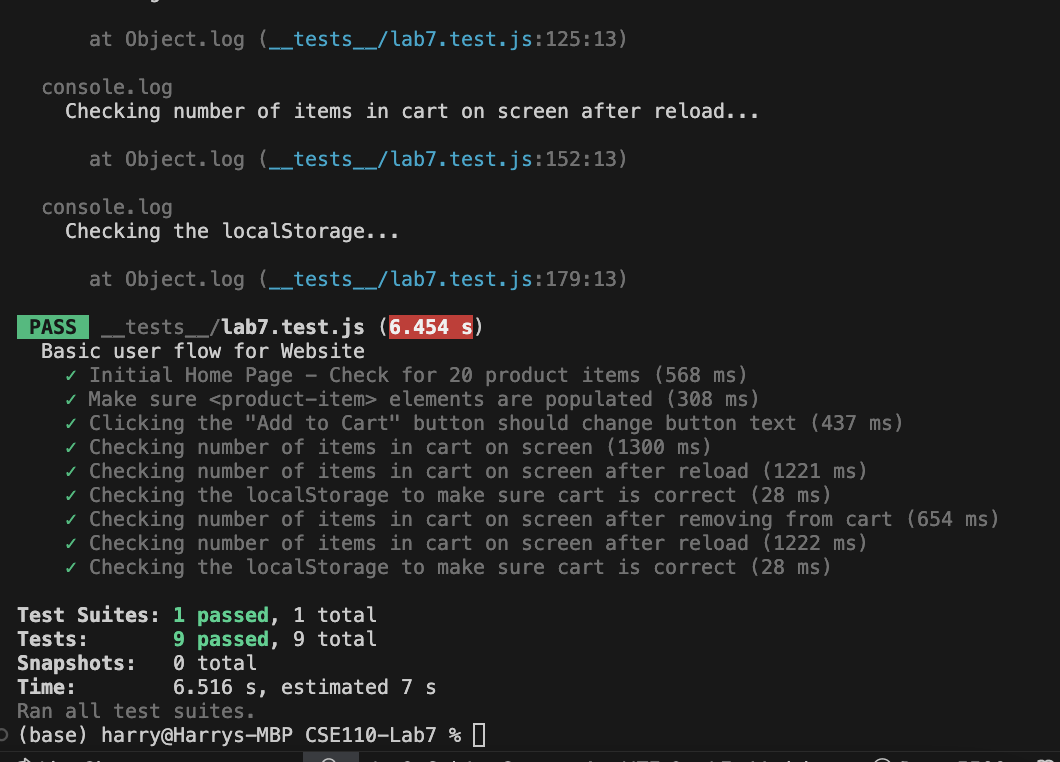 at Object.log (__tests__/lab7.test.js:125:13)
console.log
Checking number of items in cart on screen after reload...
at Object.log (__tests__/lab7.test.js:152:13)
console.log
Checking the localStorage...
at Object.log (__tests__/lab7.test.js:179:13)
PASS __tests__/lab7.test.js (6.454 s)
Basic user flow for Website
✓ Initial Home Page – Check for 20 product items (568 ms)
✓ Make sure <product-item> elements are populated (308 ms)
✓ Clicking the "Add to Cart" button should change button text (437 ms)
✓ Checking number of items in cart on screen (1300 ms)
✓ Checking number of items in cart on screen after reload (1221 ms)
✓ Checking the localStorage to make sure cart is correct (28 ms)
✓ Checking number of items in cart on screen after removing from cart (654 ms)
✓ Checking number of items in cart on screen after reload (1222 ms)
✓ Checking the localStorage to make sure cart is correct (28 ms)
Test Suites: 1 passed, 1 total
Tests: 9 passed, 9 total
Snapshots: 0 total
Time: 6.516 s, estimated 7 s
Ran all test suites.
(base) harry@Harrys-MBP CSE110-Lab7 %